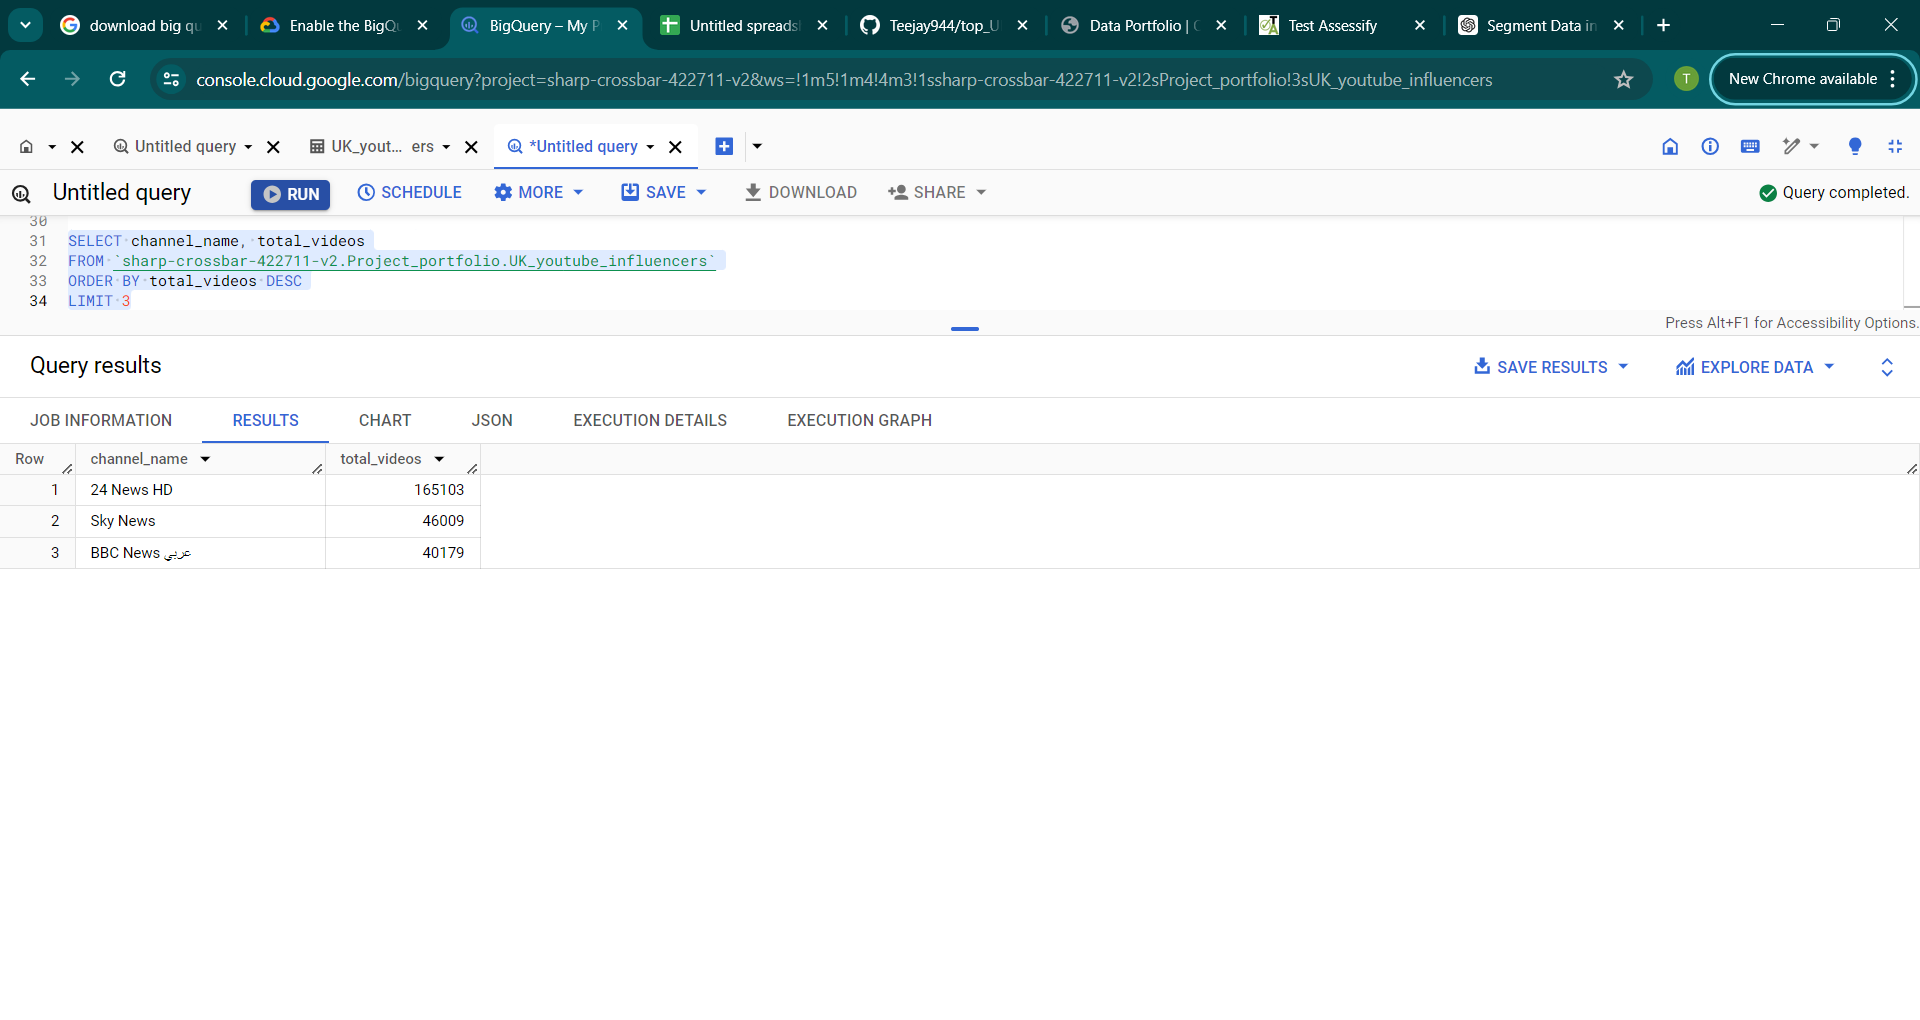 download big qu
Enable the BigQu
BigQuery – My P
Untitled spreads
Teejay944/top_U
Data Portfolio | 
Test Assessify
Segment Data in
console.cloud.google.com/bigquery?project=sharp-crossbar-422711-v2&ws=!1m5!1m4!4m3!1ssharp-crossbar-422711-v2!2sProject_portfolio!3sUK_youtube_influencers
T
New Chrome available
Untitled query
UK_yout... ers
*Untitled query
Untitled query
RUN
SCHEDULE
MORE
SAVE
DOWNLOAD
SHARE
Query completed.
30
31 SELECT channel_name, total_videos
32 FROM `sharp-crossbar-422711-v2.Project_portfolio.UK_youtube_influencers`
33 ORDER BY total_videos DESC
34 LIMIT 3
Press Alt+F1 for Accessibility Options.
Query results
SAVE RESULTS
EXPLORE DATA
JOB INFORMATION
RESULTS
CHART
JSON
EXECUTION DETAILS
EXECUTION GRAPH
Row channel_name total_videos
1 24 News HD 165103
2 Sky News 46009
3 BBC News عربي 40179